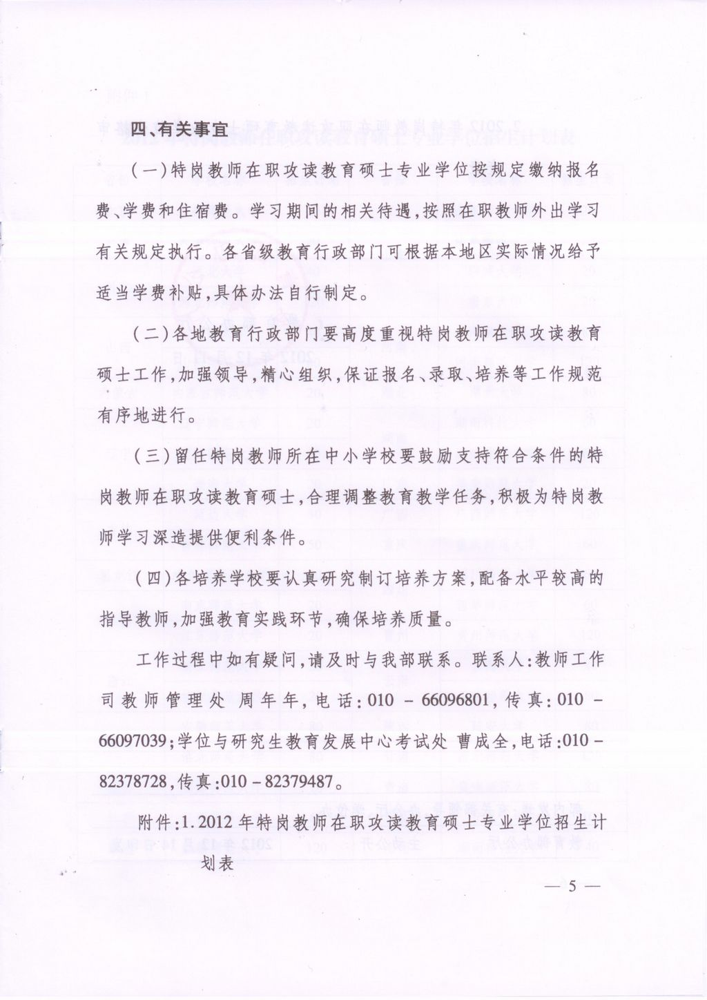 四、有关事宜
(一)特岗教师在职攻读教育硕士专业学位按规定缴纳报名
费、学费和住宿费。学习期间的相关待遇,按照在职教师外出学习
有关规定执行。各省级教育行政部门可根据本地区实际情况给予
适当学费补贴,具体办法自行制定。
(二)各地教育行政部门要高度重视特岗教师在职攻读教育
硕士工作,加强领导,精心组织,保证报名、录取、培养等工作规范
有序地进行。
(三)留任特岗教师所在中小学校要鼓励支持符合条件的特
岗教师在职攻读教育硕士,合理调整教育教学任务,积极为特岗教
师学习深造提供便利条件。
(四)各培养学校要认真研究制订培养方案,配备水平较高的
指导教师,加强教育实践环节,确保培养质量。
工作过程中如有疑问,请及时与我部联系。联系人:教师工作
司教师管理处 周年年,电话:010-66096801,传真:010-
66097039;学位与研究生教育发展中心考试处 曹成全,电话:010-
82378728,传真:010-82379487。
附件:1.2012年特岗教师在职攻读教育硕士专业学位招生计
划表
— 5 —